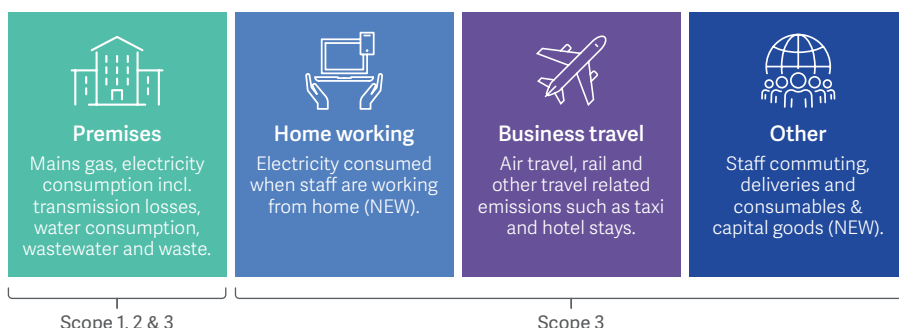 Premises
Mains gas, electricity
consumption incl.
transmission losses,
water consumption,
wastewater and waste.
Home working
Electricity consumed
when staff are working
from home (NEW).
Business travel
Air travel, rail and
other travel related
emissions such as taxi
and hotel stays.
Other
Staff commuting,
deliveries and
consumables &
capital goods (NEW).
Scope 1, 2 & 3
Scope 3